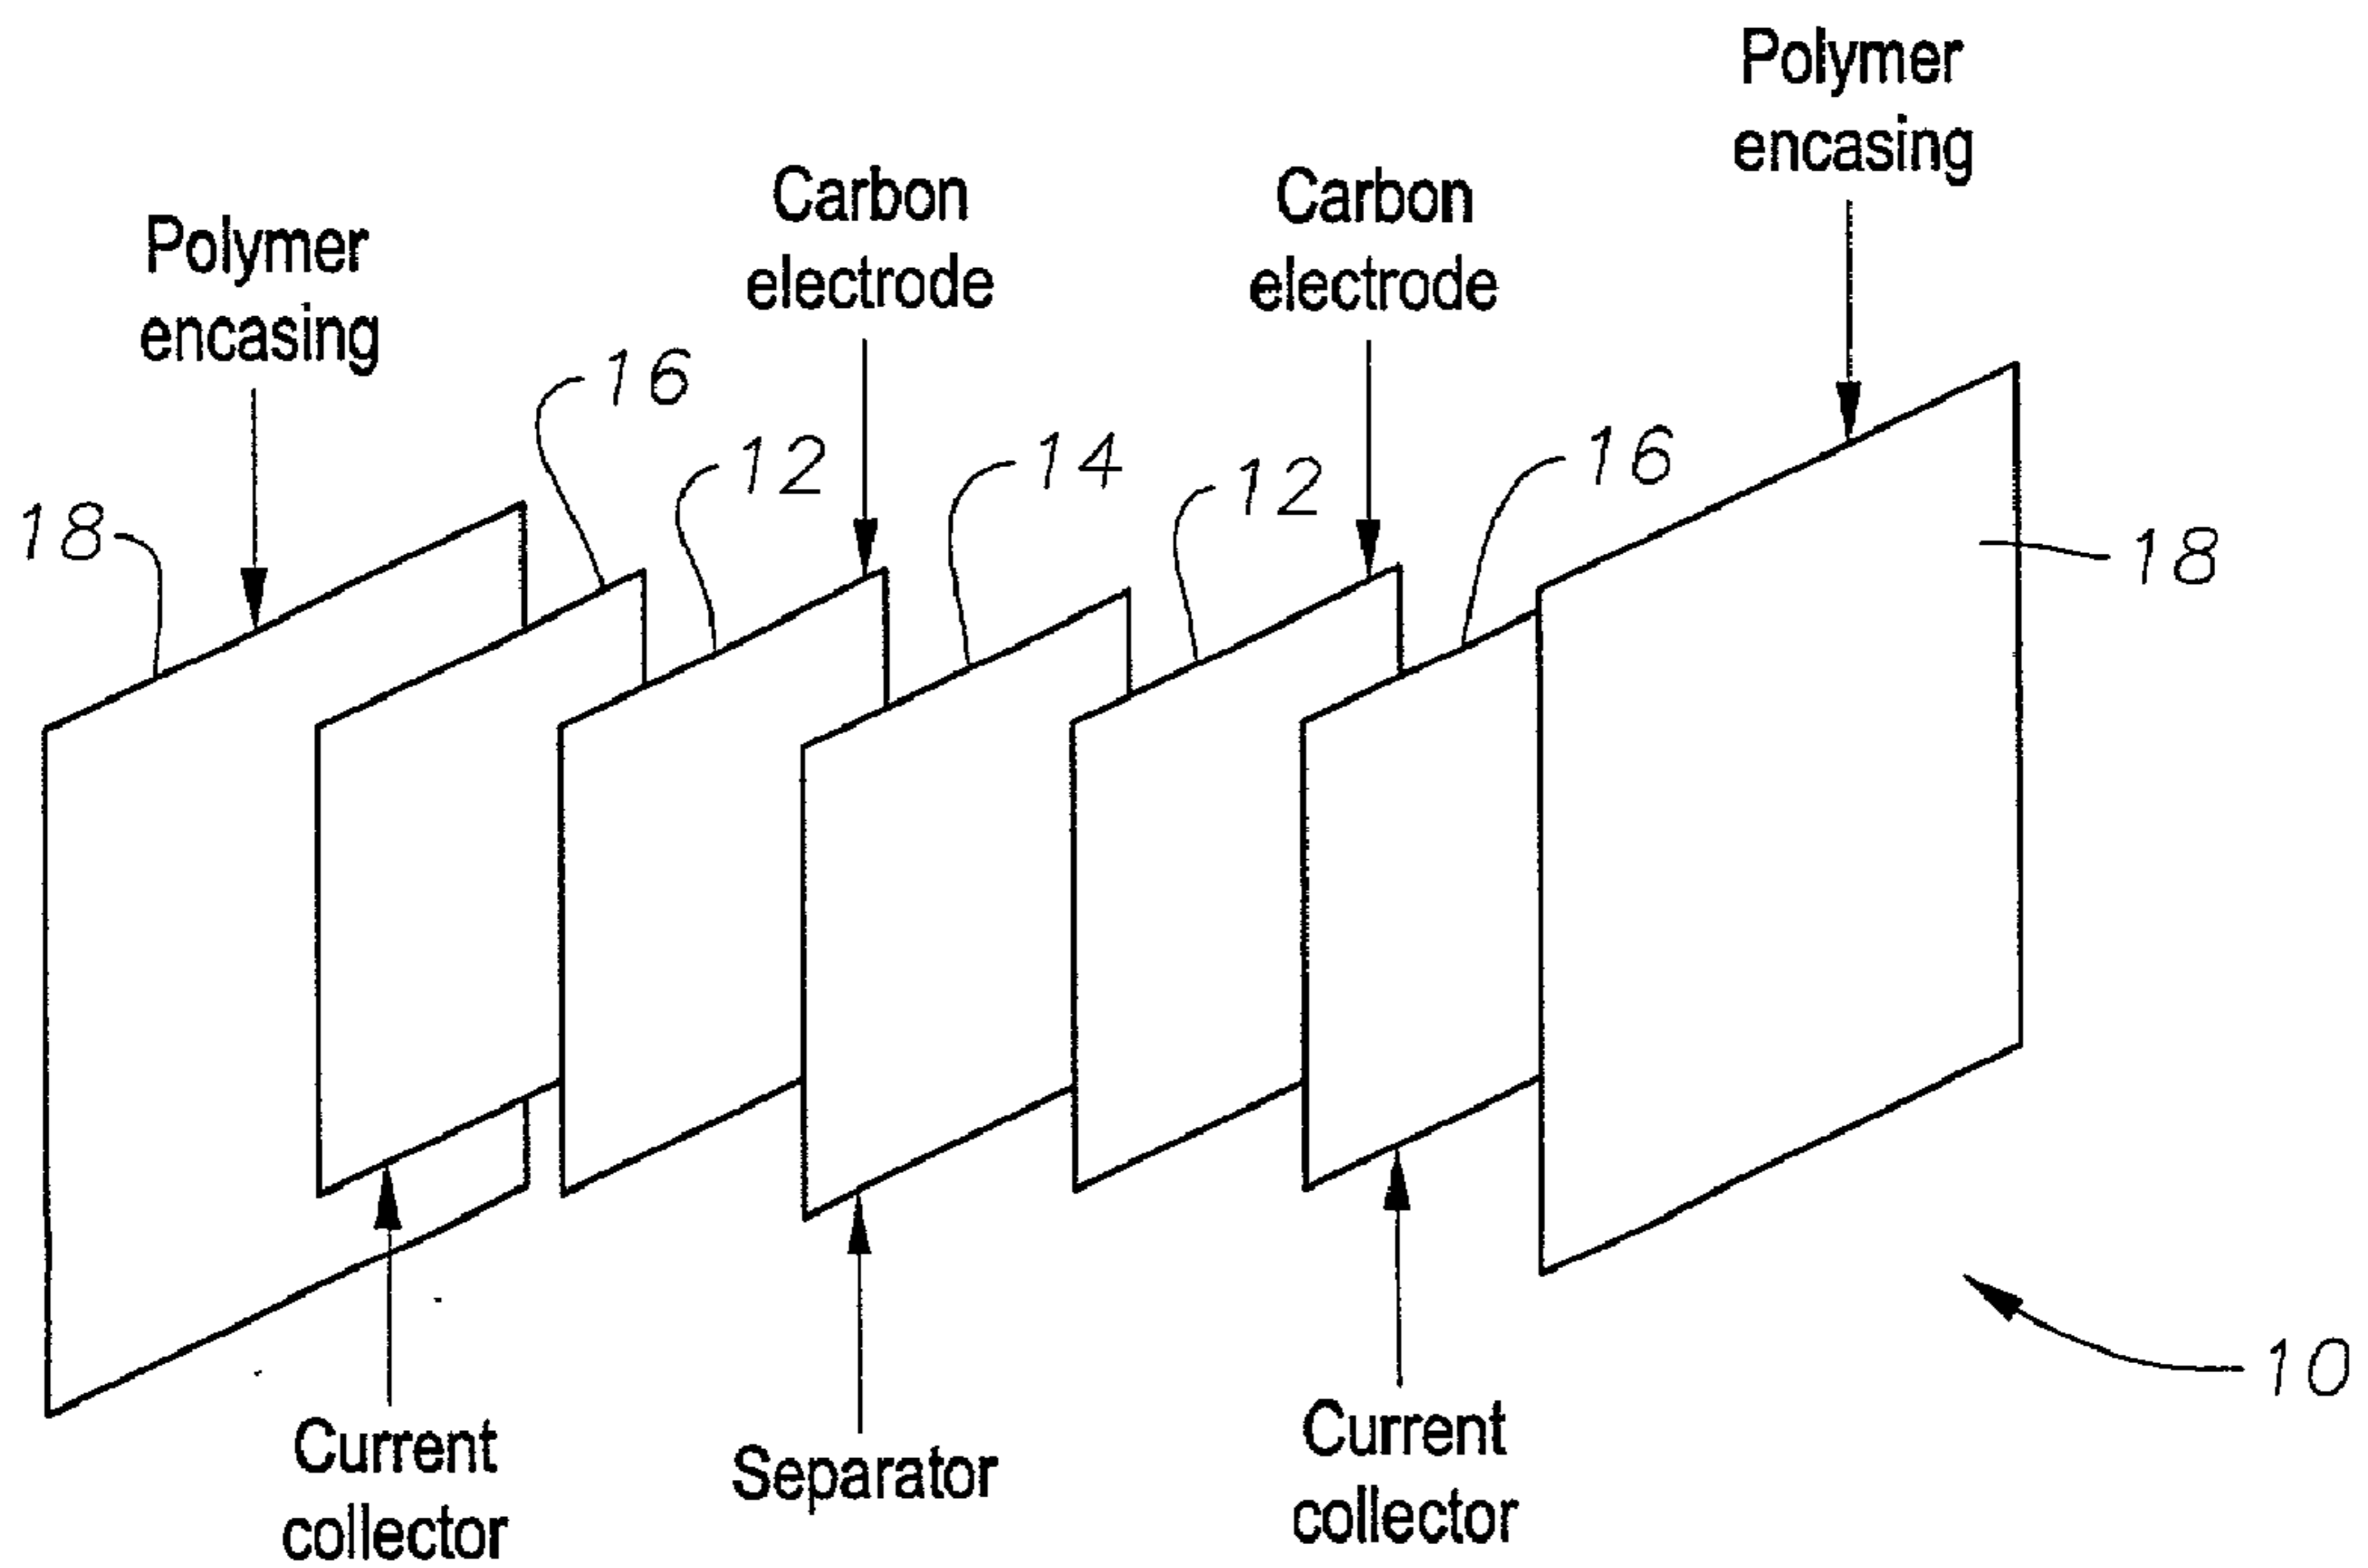 Polymer
encasing
Carbon
electrode
Carbon
electrode
Polymer
encasing
16
12
14
12
16
18
18
10
Current
collector
Separator
Current
collector